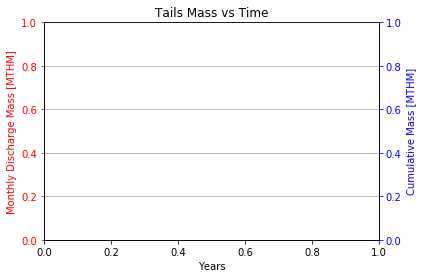 Tails Mass vs Time
Monthly Discharge Mass [MTHM]
1.0
0.8
0.6
0.4
0.2
0.0
1.0
0.8
0.6
0.4
0.2
0.0
Cumulative Mass [MTHM]
0.0 0.2 0.4 0.6 0.8 1.0
Years